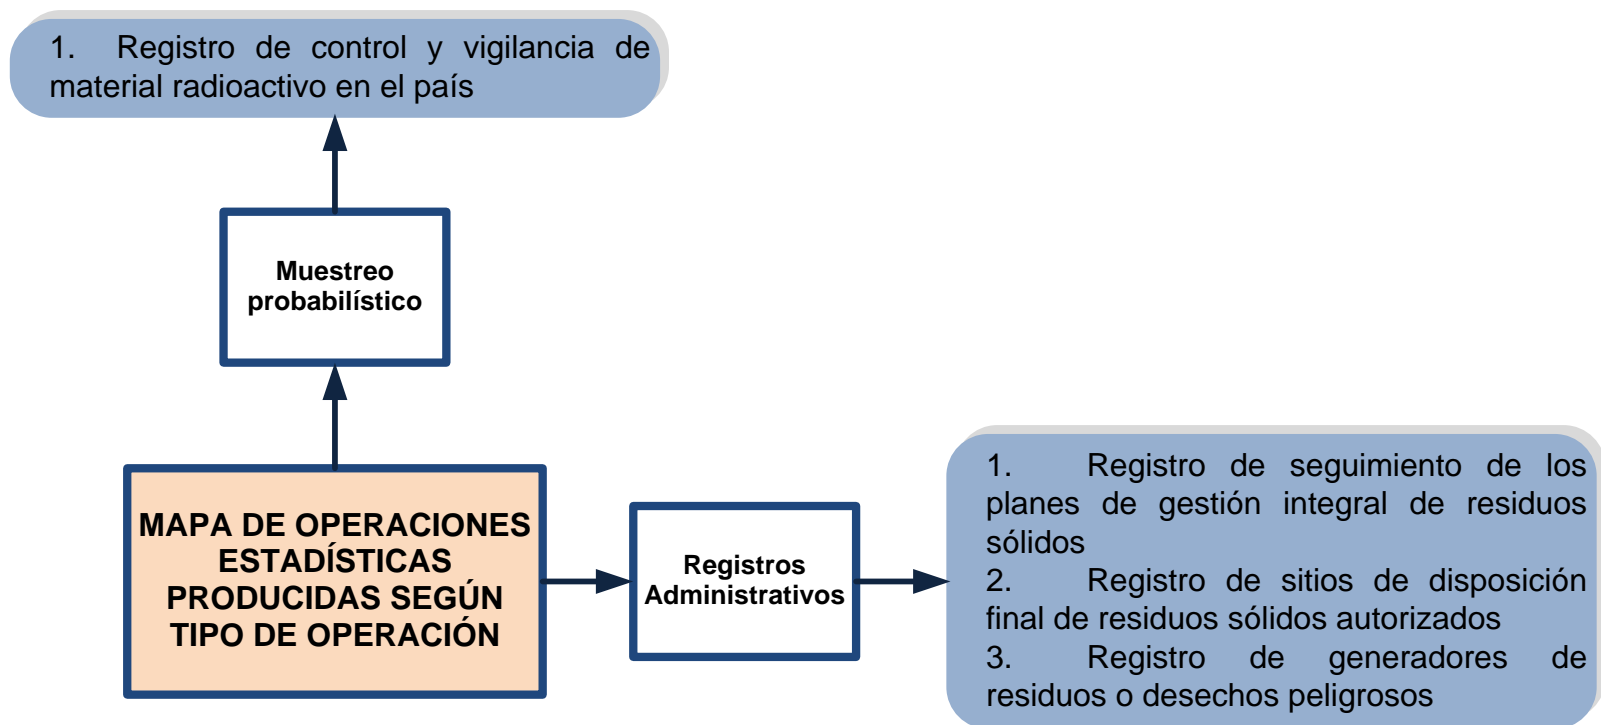 1. Registro de control y vigilancia de
material radioactivo en el país
Muestreo
probabilístico
MAPA DE OPERACIONES
ESTADÍSTICAS
PRODUCIDAS SEGÚN
TIPO DE OPERACIÓN
Registros
Administrativos
1. Registro de seguimiento de los
planes de gestión integral de residuos
sólidos
2. Registro de sitios de disposición
final de residuos sólidos autorizados
3. Registro de generadores de
residuos o desechos peligrosos